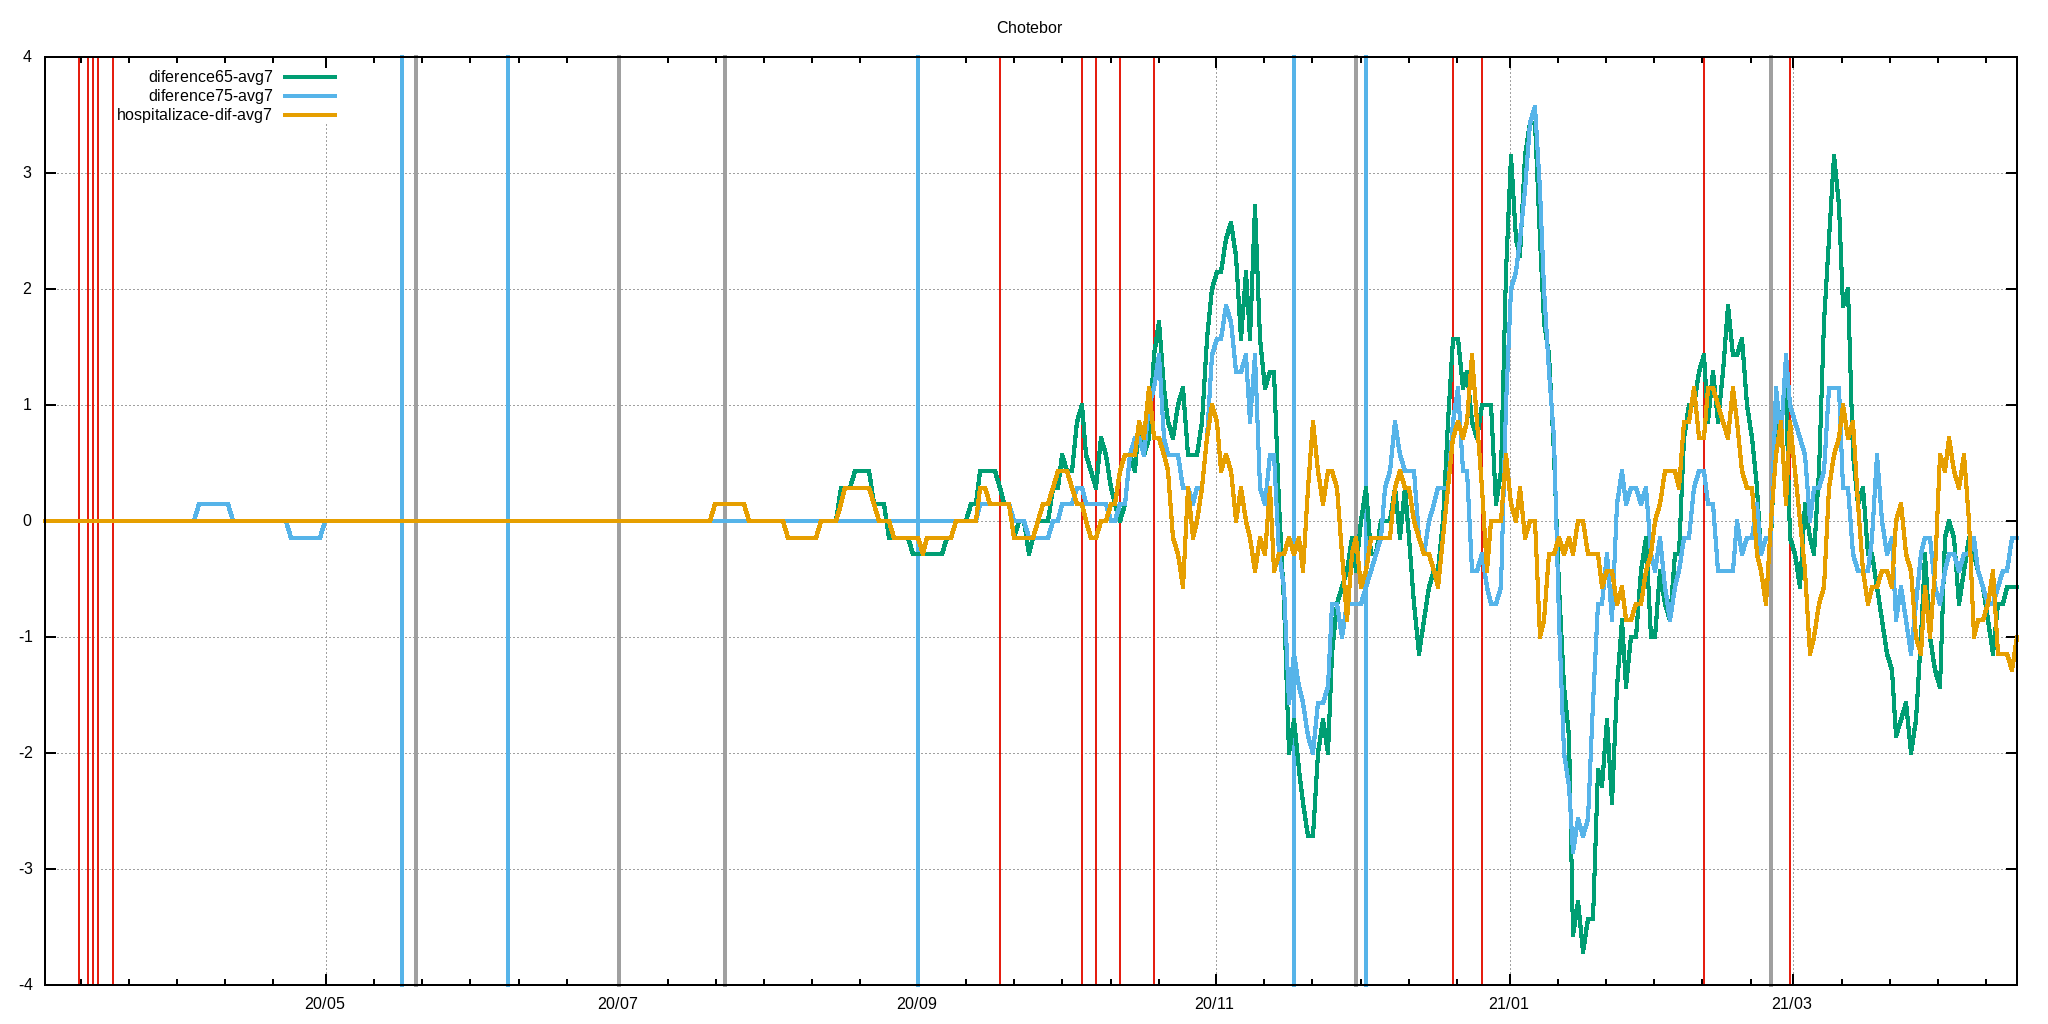 Chotebor
4
diference65-avg7
diference75-avg7
hospitalizace-dif-avg7
3
2
1
0
-1
-2
-3
-4
20/05 20/07 20/09 20/11 21/01 21/03